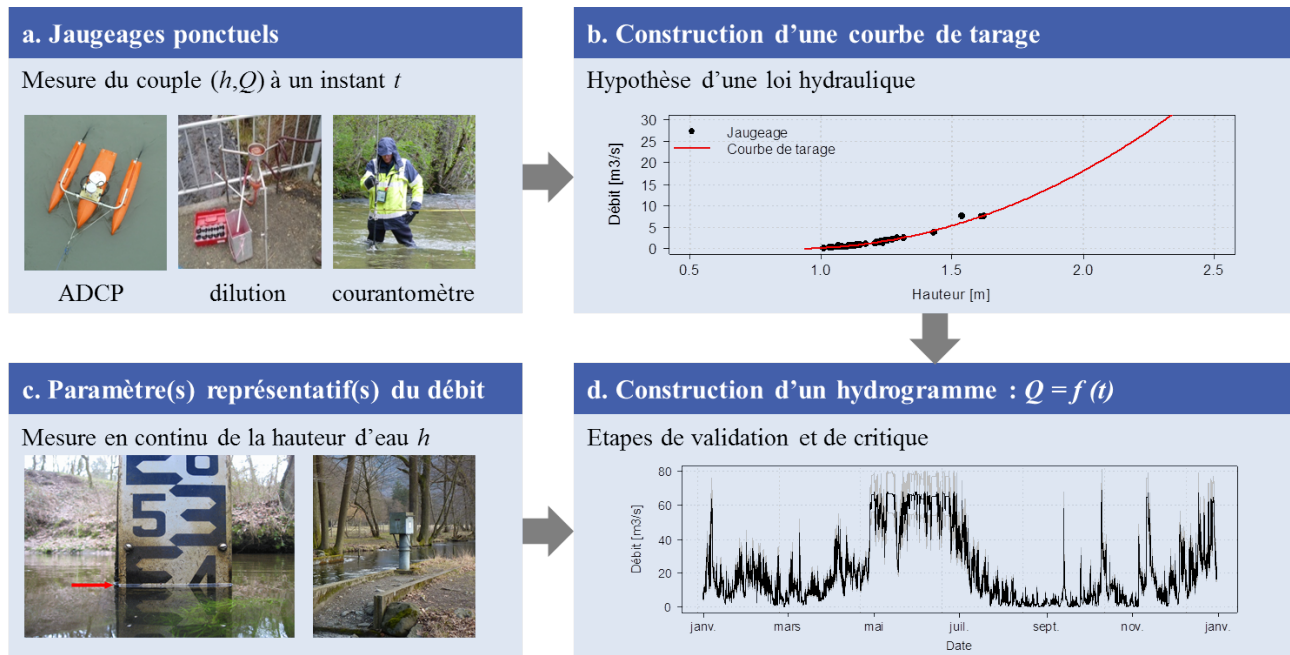 a. Jaugeages ponctuels
Mesure du couple (h,Q) à un instant t
ADCP
dilution
courantomètre
b. Construction d'une courbe de tarage
Hypothèse d'une loi hydraulique
Jaugeage
Courbe de tarage
Débit [m3/s]
30
25
20
15
10
5
0
0.5
1.0
1.5
2.0
2.5
Hauteur [m]
c. Paramètre(s) représentatif(s) du débit
Mesure en continu de la hauteur d'eau h
6
5
4
d. Construction d'un hydrogramme : Q = f (t)
Etapes de validation et de critique
Débit [m3/s]
80
60
40
20
0
janv.
mars
mai
juil.
sept.
nov.
janv.
Date